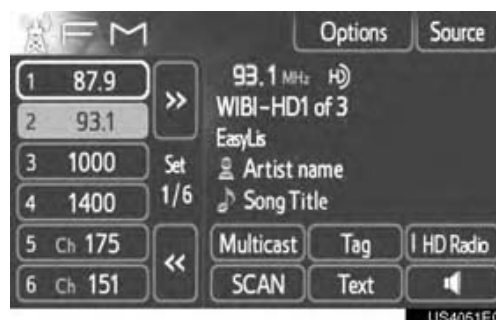 FM
Options
Source
1 87.9
2 93.1
3 1000
4 1400
5 Ch 175
6 Ch 151
>>
Set
1/6
<<
93.1 MHz HD)
WIBI-HD1 of 3
EasyLis
Artist name
Song Title
Multicast
Tag
I HD Radio
SCAN
Text
US4051EC